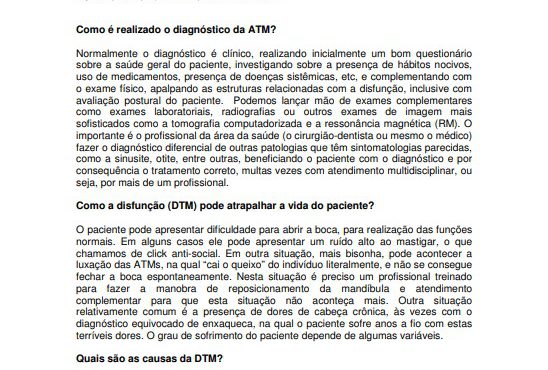 Como é realizado o diagnóstico da ATM?
Normalmente o diagnóstico é clínico, realizando inicialmente um bom questionário
sobre a saúde geral do paciente, investigando sobre a presença de hábitos nocivos,
uso de medicamentos, presença de doenças sistêmicas, etc, e complementando com
o exame físico, apalpando as estruturas relacionadas com a disfunção, inclusive com
avaliação postural do paciente. Podemos lançar mão de exames complementares
como exames laboratoriais, radiografias ou outros exames de imagem mais
sofisticados como a tomografia computadorizada e a ressonância magnética (RM). O
importante é o profissional da área da saúde (o cirurgião-dentista ou mesmo o médico)
fazer o diagnóstico diferencial de outras patologias que têm sintomatologias parecidas,
como a sinusite, otite, entre outras, beneficiando o paciente com o diagnóstico e por
consequência o tratamento correto, multas vezes com atendimento multidisciplinar, ou
seja, por mais de um profissional.
Como a disfunção (DTM) pode atrapalhar a vida do paciente?
O paciente pode apresentar dificuldade para abrir a boca, para realização das funções
normais. Em alguns casos ele pode apresentar um ruído alto ao mastigar, o que
chamamos de click anti-social. Em outra situação, mais bisonha, pode acontecer a
luxação das ATMs, na qual “cai o queixo” do indivíduo literalmente, e não se consegue
fechar a boca espontaneamente. Nesta situação é preciso um profissional treinado
para fazer a manobra de reposicionamento da mandíbula e atendimento
complementar para que esta situação não aconteça mais. Outra situação
relativamente comum é a presença de dores de cabeça crônica, às vezes com o
diagnóstico equivocado de enxaqueca, na qual o paciente sofre anos a fio com estas
terríveis dores. O grau de sofrimento do paciente depende de algumas variáveis.
Quais são as causas da DTM?